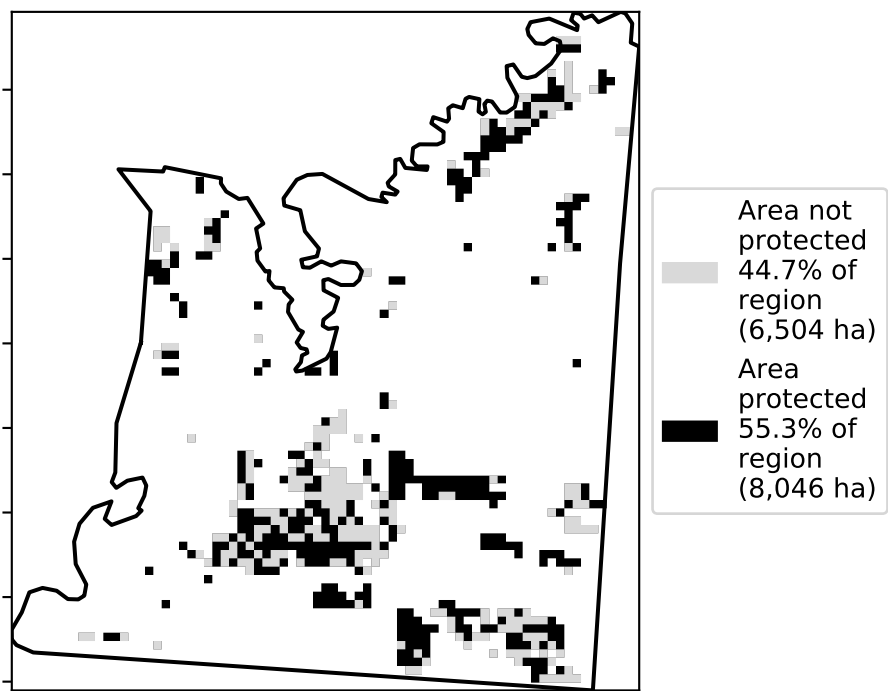 Area not
protected
44.7% of
region
(6,504 ha)
Area
protected
55.3% of
region
(8,046 ha)